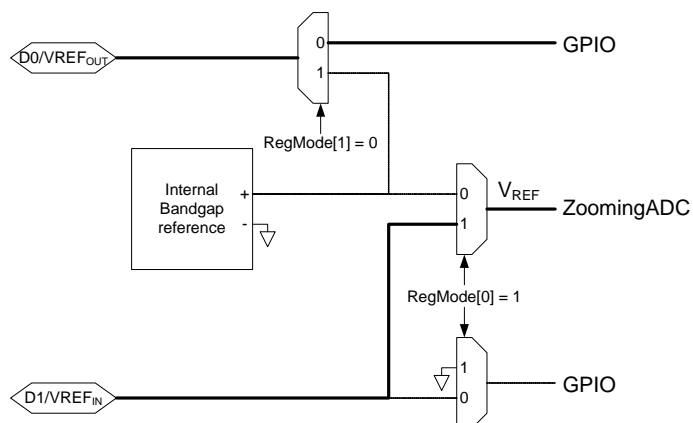 D0/VREFOUT
0
1
GPIO
RegMode[1] = 0
Internal
Bandgap
reference
+
-
0
1
VREF
ZoomingADC
RegMode[0] = 1
1
0
GPIO
D1/VREFIN